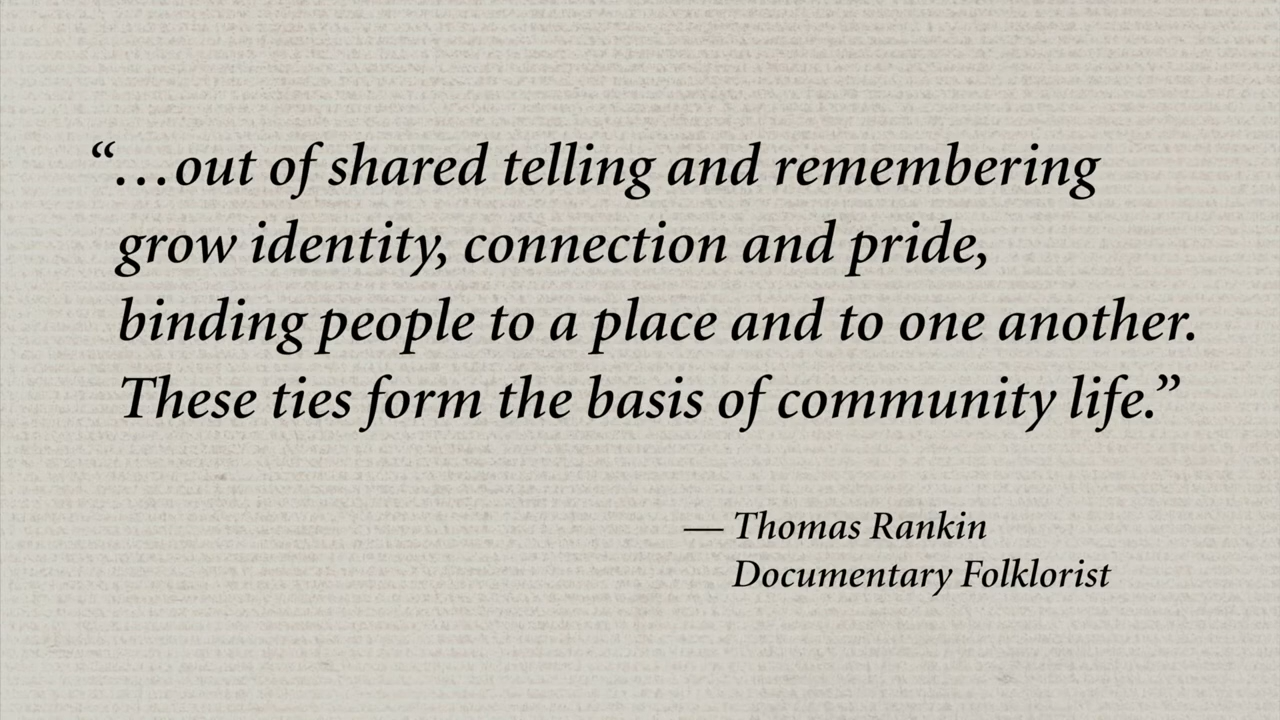 “…out of shared telling and remembering
grow identity, connection and pride,
binding people to a place and to one another.
These ties form the basis of community life.”
— Thomas Rankin
Documentary Folklorist